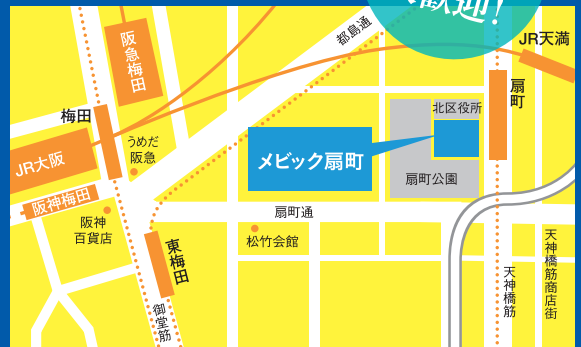 歓迎!
都島通
JR天満
阪急梅田
扇町
梅田
北区役所
うめだ
阪急
メビック扇町
JR大阪
扇町公園
阪神梅田
扇町通
阪神
百貨店
松竹会館
東梅田
天神橋筋商店街
天神橋筋
御堂筋